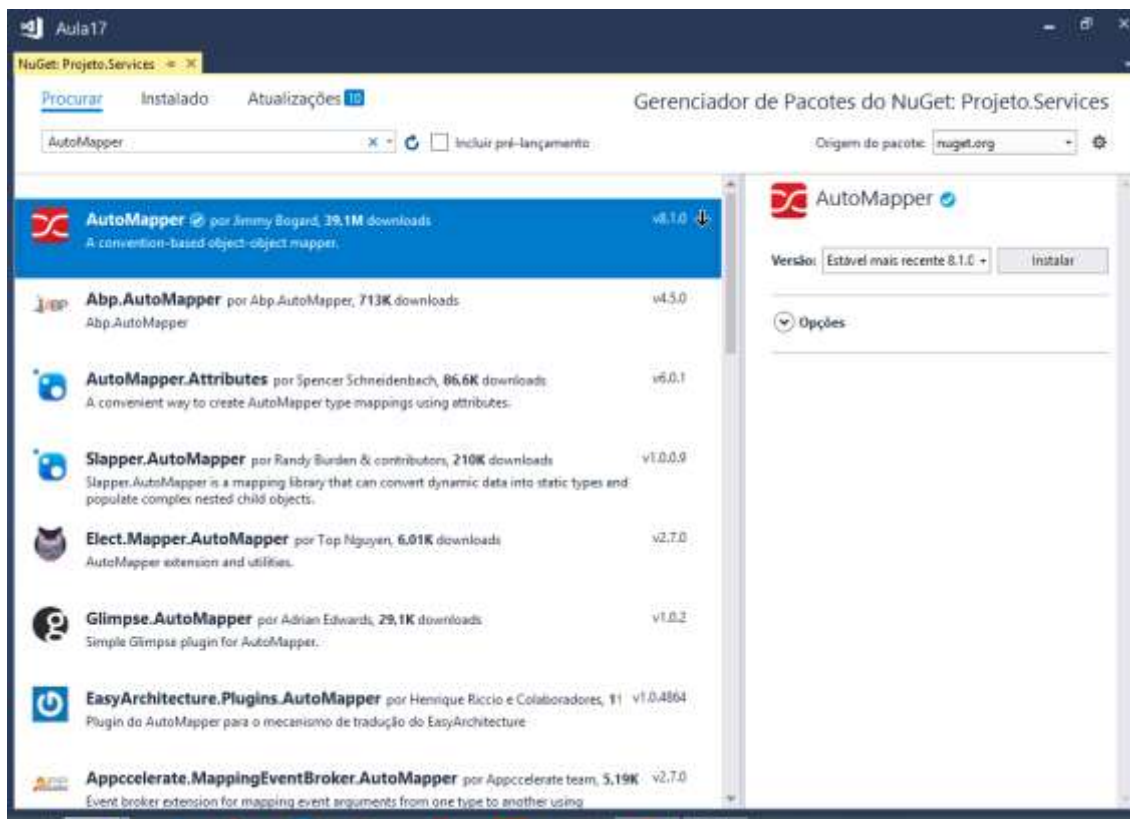 Aula17
NuGet: Projeto.Services
Procurar Instalado Atualizações 10
Gerenciador de Pacotes do NuGet: Projeto.Services
AutoMapper
Incluir pré-lançamento
Origem do pacote: nuget.org
AutoMapper por Jimmy Bogard, 39,1M downloads v8.1.0
A convention-based object-object mapper.
Abp.AutoMapper por Abp.AutoMapper, 713K downloads v4.5.0
Abp.AutoMapper
AutoMapper.Attributes por Spencer Schneidenbach, 86,6K downloads v6.0.1
A convenient way to create AutoMapper type mappings using attributes.
Slapper.AutoMapper por Randy Burden & contributors, 210K downloads v1.0.0.9
Slapper.AutoMapper is a mapping library that can convert dynamic data into static types and
populate complex nested child objects.
Elect.Mapper.AutoMapper por Top Nguyen, 6,01K downloads v2.7.0
AutoMapper extension and utilities.
Glimpse.AutoMapper por Adrian Edwards, 29,1K downloads v1.0.2
Simple Glimpse plugin for AutoMapper.
EasyArchitecture.Plugins.AutoMapper por Henrique Riccio e Colaboradores, v1.0.4864
Plugin do AutoMapper para o mecanismo de tradução do EasyArchitecture
Appccelerate.MappingEventBroker.AutoMapper por Appccelerate team, 5,19K v2.7.0
Event broker extension for mapping event arguments from one type to another using
AutoMapper
Versão: Estável mais recente 8.1.0 Instalar
Opções